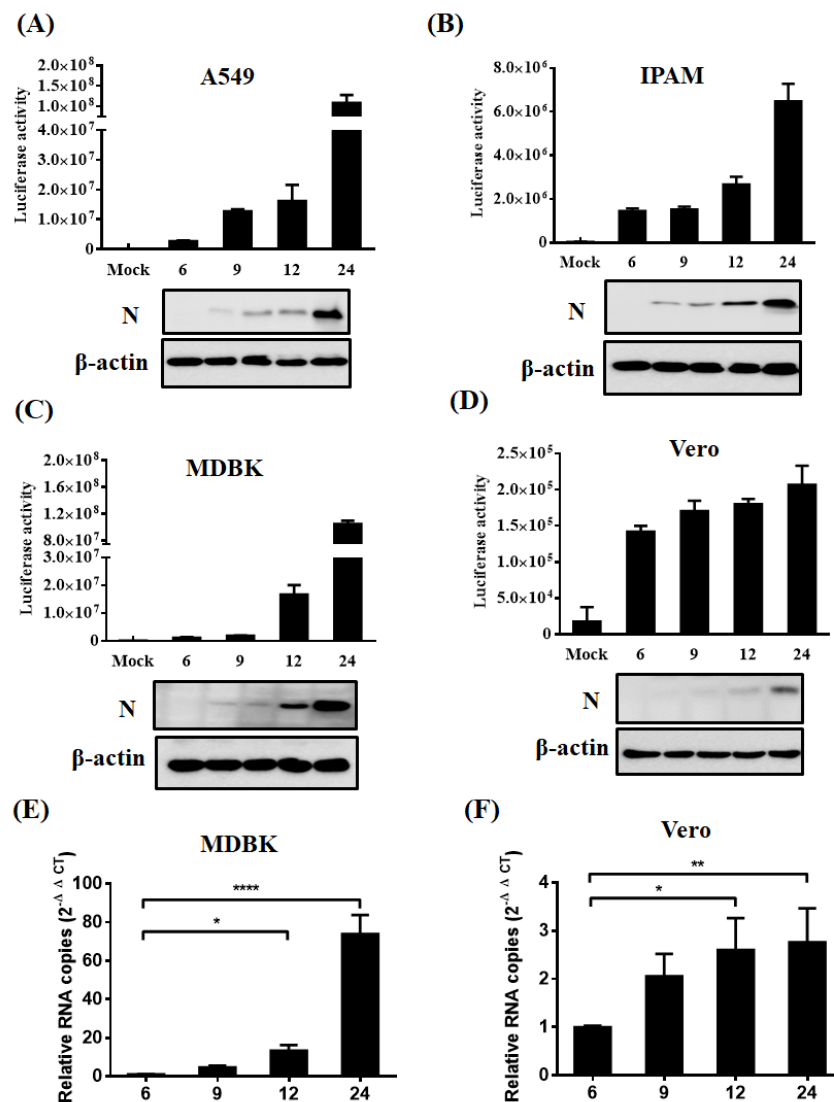 (A)
A549
Luciferase activity
2.0×10⁸
1.5×10⁸
1.0×10⁸
5.0×10⁷
4.0×10⁷
3.0×10⁷
2.0×10⁷
1.0×10⁷
0
Mock 6 9 12 24
N
β-actin
(B)
IPAM
Luciferase activity
8.0×10⁶
6.0×10⁶
4.0×10⁶
2.0×10⁶
0
Mock 6 9 12 24
N
β-actin
(C)
MDBK
Luciferase activity
2.0×10⁸
1.0×10⁸
8.0×10⁷
3.0×10⁷
2.0×10⁷
1.0×10⁷
0
Mock 6 9 12 24
N
β-actin
(D)
Vero
Luciferase activity
2.5×10⁵
2.0×10⁵
1.5×10⁵
1.0×10⁵
5.0×10⁴
0
Mock 6 9 12 24
N
β-actin
(E)
MDBK
Relative RNA copies (2^-Δ Δ CT)
100
80
60
40
20
0
****
*
6 9 12 24
(F)
Vero
Relative RNA copies (2^-Δ Δ CT)
4
3
2
1
0
**
*
6 9 12 24